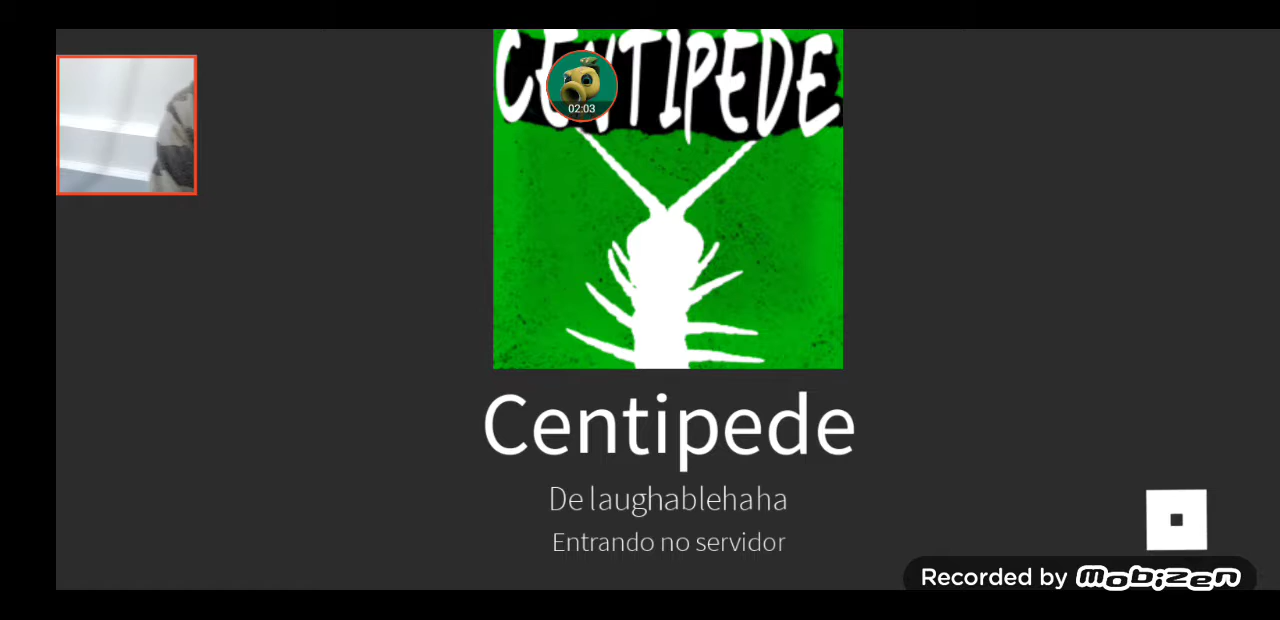 CENTIPEDE
02:03
Centipede
De laughablehaha
Entrando no servidor
Recorded by mobizen